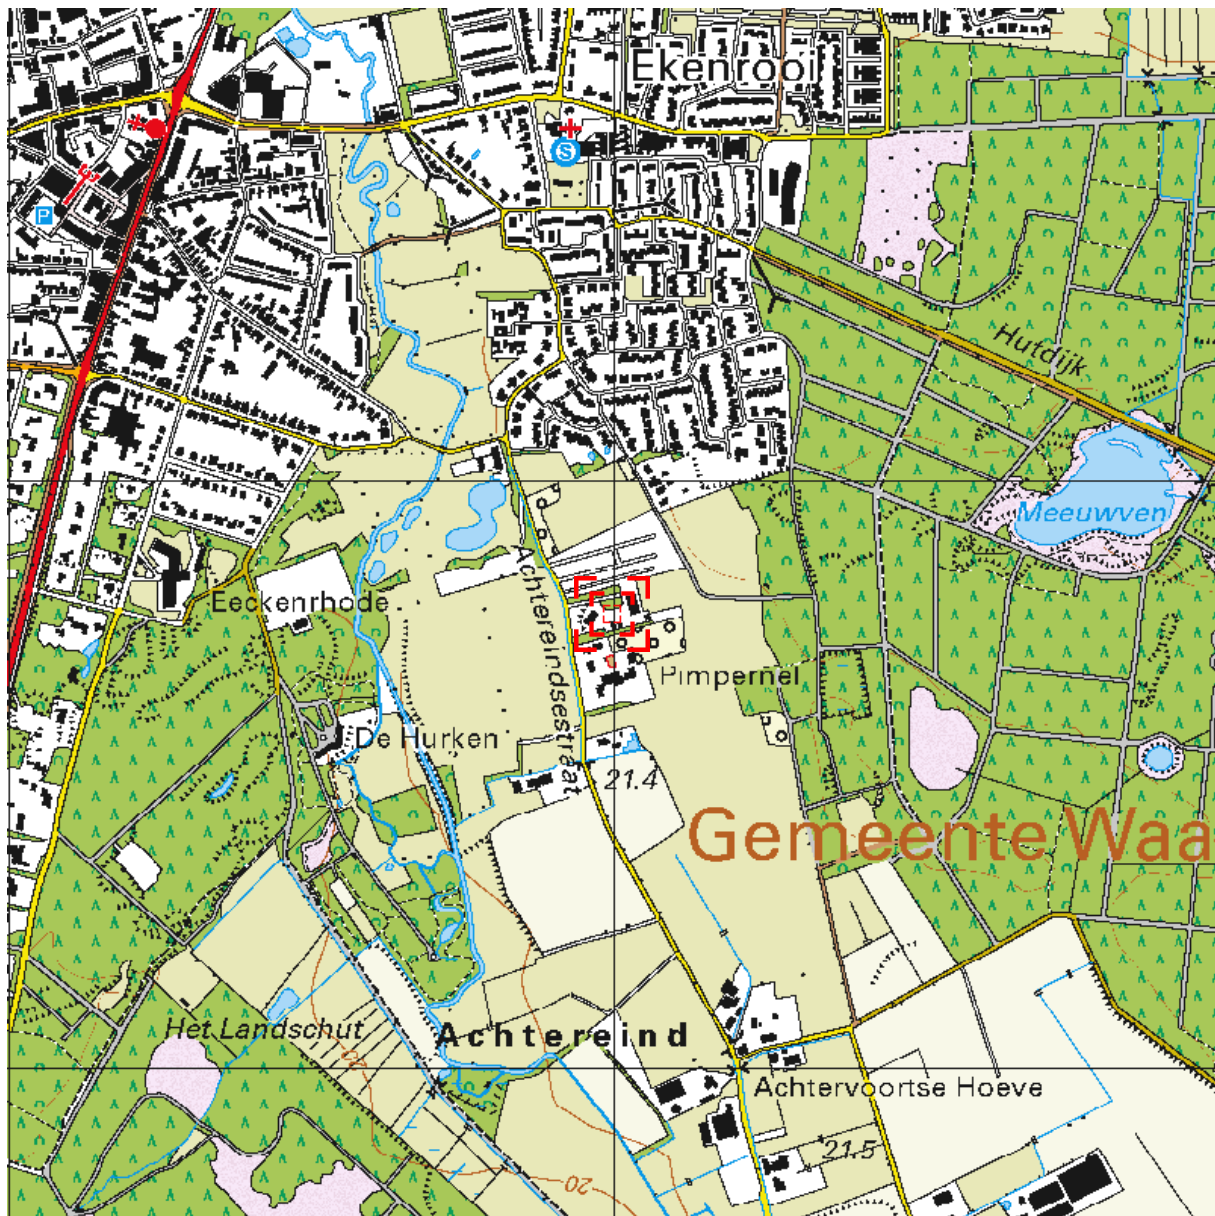 Ekenrooi
S
P
Hutdijk
Meeuwven
Achtereindsestraat
Eeckenrhode
Pimpernel
De Hurken
21.4
Gemeente Waa
Het Landschut
20
Achtereind
Achtervoortse Hoeve
21.5
20